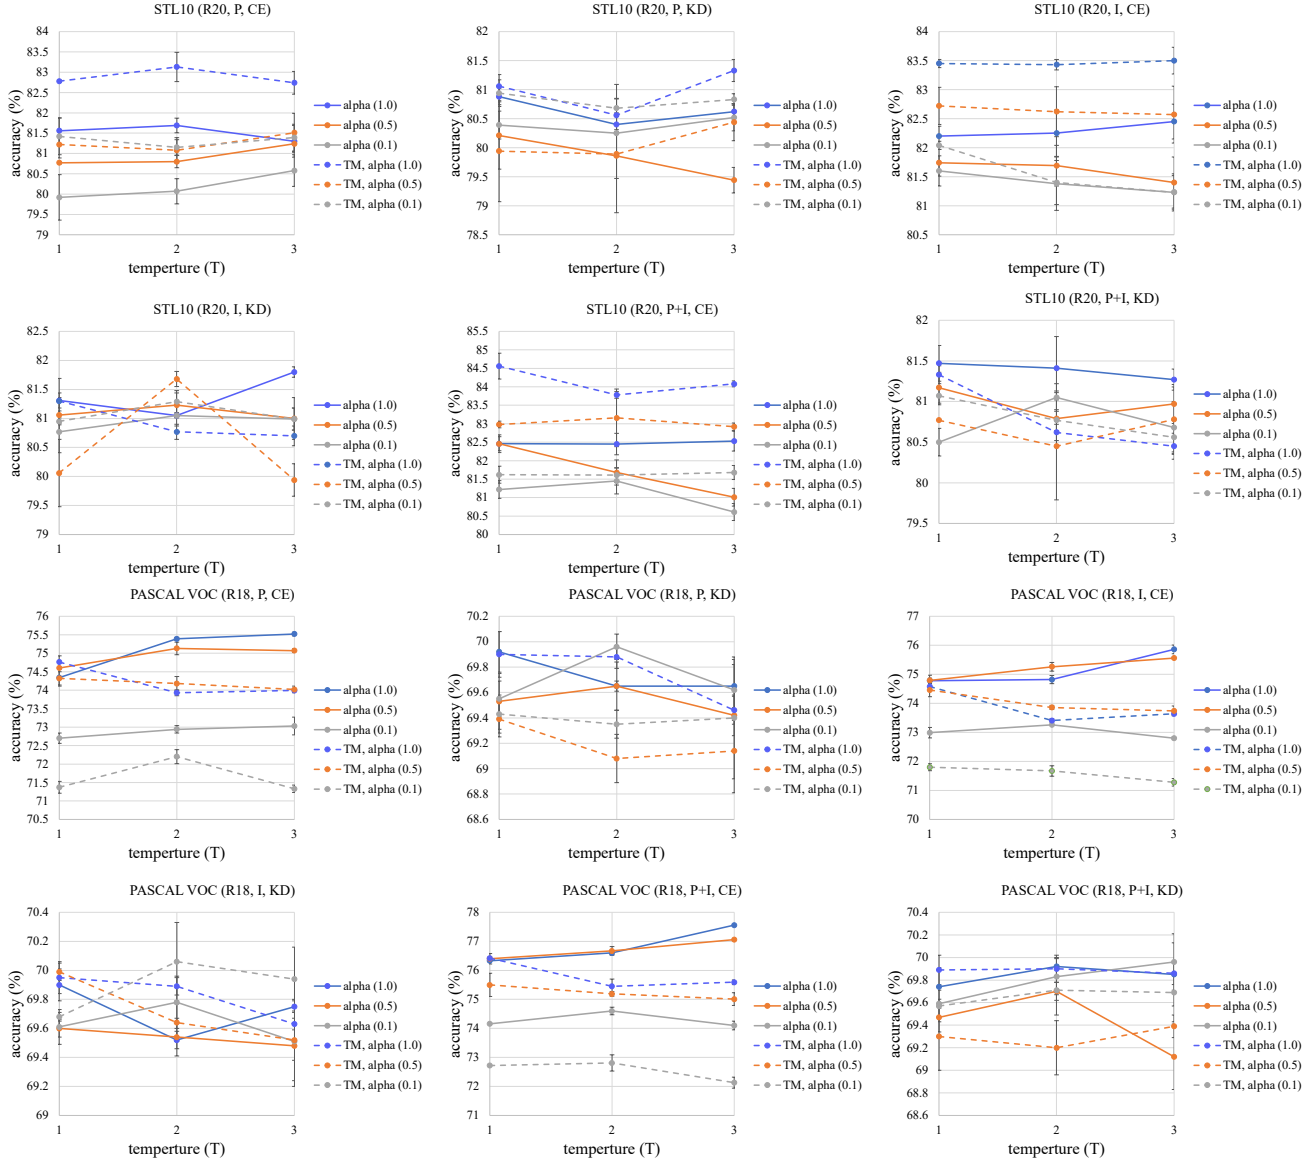 STL10 (R20, P, CE)
84
83.5
83
82.5
82
81.5
81
80.5
80
79.5
79
accuracy (%)
1 2 3
temperture (T)
alpha (1.0)
alpha (0.5)
alpha (0.1)
TM, alpha (1.0)
TM, alpha (0.5)
TM, alpha (0.1)
STL10 (R20, P, KD)
82
81.5
81
80.5
80
79.5
79
78.5
accuracy (%)
1 2 3
temperture (T)
alpha (1.0)
alpha (0.5)
alpha (0.1)
TM, alpha (1.0)
TM, alpha (0.5)
TM, alpha (0.1)
STL10 (R20, I, CE)
84
83.5
83
82.5
82
81.5
81
80.5
accuracy (%)
1 2 3
temperture (T)
alpha (1.0)
alpha (0.5)
alpha (0.1)
TM, alpha (1.0)
TM, alpha (0.5)
TM, alpha (0.1)
STL10 (R20, I, KD)
82.5
82
81.5
81
80.5
80
79.5
79
accuracy (%)
1 2 3
temperture (T)
alpha (1.0)
alpha (0.5)
alpha (0.1)
TM, alpha (1.0)
TM, alpha (0.5)
TM, alpha (0.1)
STL10 (R20, P+I, CE)
85.5
85
84.5
84
83.5
83
82.5
82
81.5
81
80.5
80
accuracy (%)
1 2 3
temperture (T)
alpha (1.0)
alpha (0.5)
alpha (0.1)
TM, alpha (1.0)
TM, alpha (0.5)
TM, alpha (0.1)
STL10 (R20, P+I, KD)
82
81.5
81
80.5
80
79.5
accuracy (%)
1 2 3
temperture (T)
alpha (1.0)
alpha (0.5)
alpha (0.1)
TM, alpha (1.0)
TM, alpha (0.5)
TM, alpha (0.1)
PASCAL VOC (R18, P, CE)
76
75.5
75
74.5
74
73.5
73
72.5
72
71.5
71
70.5
accuracy (%)
1 2 3
temperture (T)
alpha (1.0)
alpha (0.5)
alpha (0.1)
TM, alpha (1.0)
TM, alpha (0.5)
TM, alpha (0.1)
PASCAL VOC (R18, P, KD)
70.2
70
69.8
69.6
69.4
69.2
69
68.8
68.6
accuracy (%)
1 2 3
temperture (T)
alpha (1.0)
alpha (0.5)
alpha (0.1)
TM, alpha (1.0)
TM, alpha (0.5)
TM, alpha (0.1)
PASCAL VOC (R18, I, CE)
77
76
75
74
73
72
71
70
accuracy (%)
1 2 3
temperture (T)
alpha (1.0)
alpha (0.5)
alpha (0.1)
TM, alpha (1.0)
TM, alpha (0.5)
TM, alpha (0.1)
PASCAL VOC (R18, I, KD)
70.4
70.2
70
69.8
69.6
69.4
69.2
69
accuracy (%)
1 2 3
temperture (T)
alpha (1.0)
alpha (0.5)
alpha (0.1)
TM, alpha (1.0)
TM, alpha (0.5)
TM, alpha (0.1)
PASCAL VOC (R18, P+I, CE)
78
77
76
75
74
73
72
71
accuracy (%)
1 2 3
temperture (T)
alpha (1.0)
alpha (0.5)
alpha (0.1)
TM, alpha (1.0)
TM, alpha (0.5)
TM, alpha (0.1)
PASCAL VOC (R18, P+I, KD)
70.4
70.2
70
69.8
69.6
69.4
69.2
69
68.8
68.6
accuracy (%)
1 2 3
temperture (T)
alpha (1.0)
alpha (0.5)
alpha (0.1)
TM, alpha (1.0)
TM, alpha (0.5)
TM, alpha (0.1)